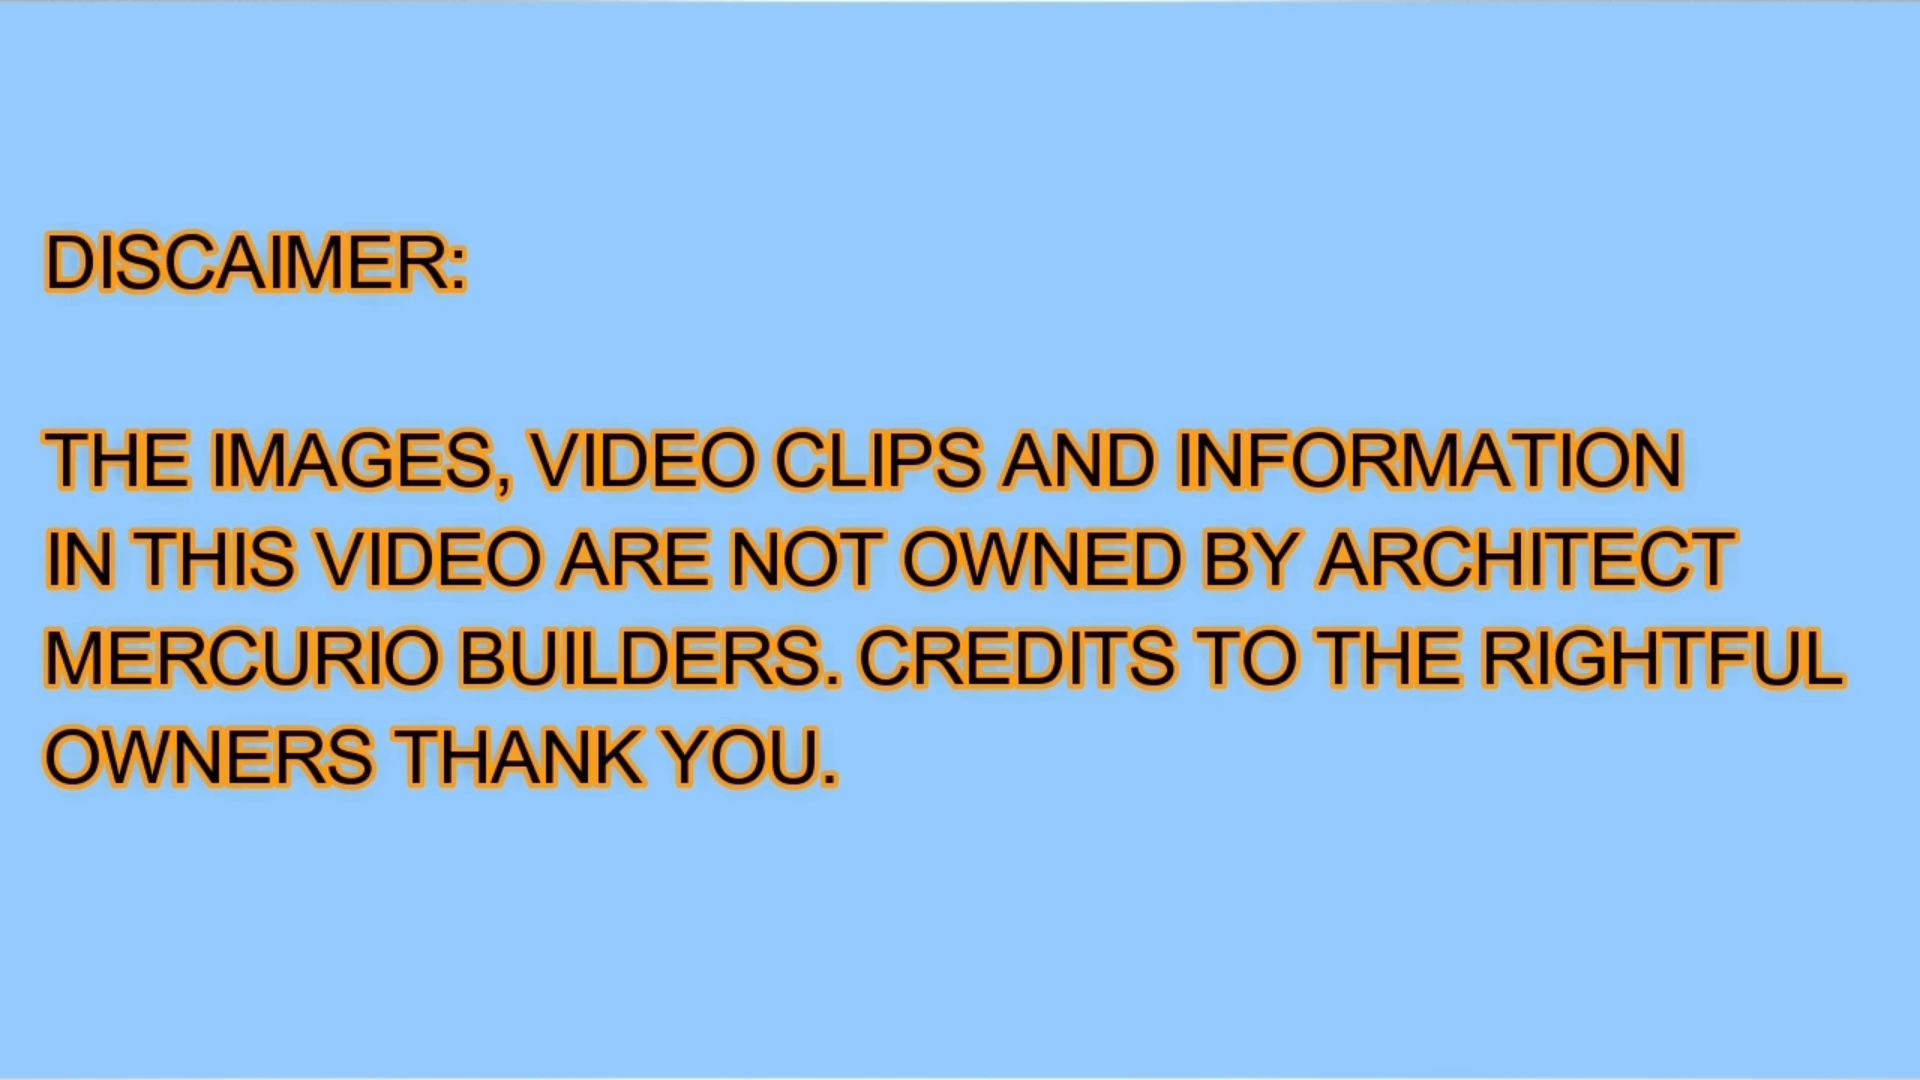 DISCAIMER:
THE IMAGES, VIDEO CLIPS AND INFORMATION
IN THIS VIDEO ARE NOT OWNED BY ARCHITECT
MERCURIO BUILDERS. CREDITS TO THE RIGHTFUL
OWNERS THANK YOU.